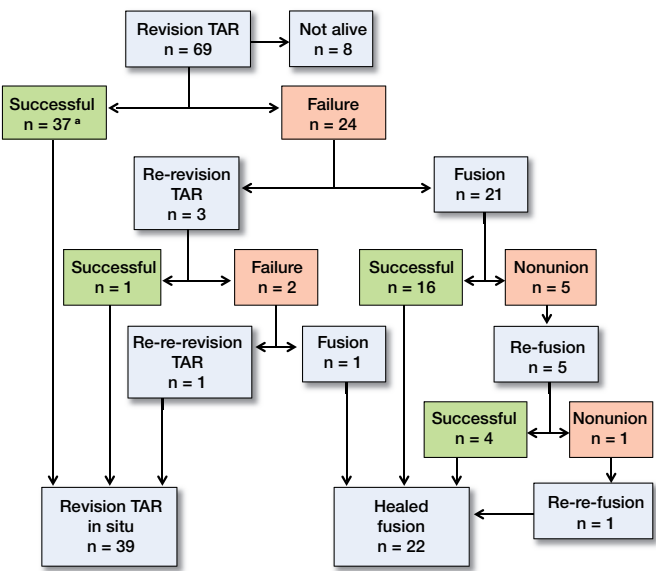 Revision TAR
n = 69
Not alive
n = 8
Successful
n = 37 a
Failure
n = 24
Re-revision
TAR
n = 3
Fusion
n = 21
Successful
n = 1
Failure
n = 2
Successful
n = 16
Nonunion
n = 5
Re-re-revision
TAR
n = 1
Fusion
n = 1
Re-fusion
n = 5
Successful
n = 4
Nonunion
n = 1
Revision TAR
in situ
n = 39
Healed
fusion
n = 22
Re-re-fusion
n = 1